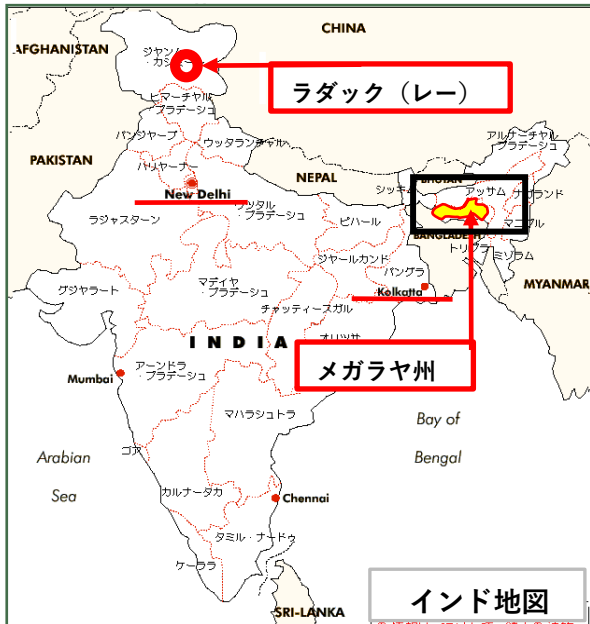 CHINA
AFGHANISTAN
ジャンム
・カシミール
ラダック（レー）
ヒマーチャル
プラデーシュ
パンジャーブ
ウッタランチャル
アルナーチャル
プラデーシュ
PAKISTAN
ハリヤーナー
NEPAL
シッキム
BHUTAN
アッサム
ナガランド
New Delhi
ラジャスターン
ウッタル
プラデーシュ
ビハール
マニプル
BANGLADESH
トリプラ
ミゾラム
ジャールカンド
バングラ
グジャラート
マディヤ
・プラデーシュ
Kolkatta
MYANMAR
チャッティースガル
オリッサ
INDIA
メガラヤ州
アーンドラ
・プラデーシュ
Mumbai
マハラシュトラ
Bay of
Bengal
ゴア
Arabian
Sea
カルナータカ
Chennai
タミル・ナードゥ
ケーララ
インド地図
SRI-LANKA